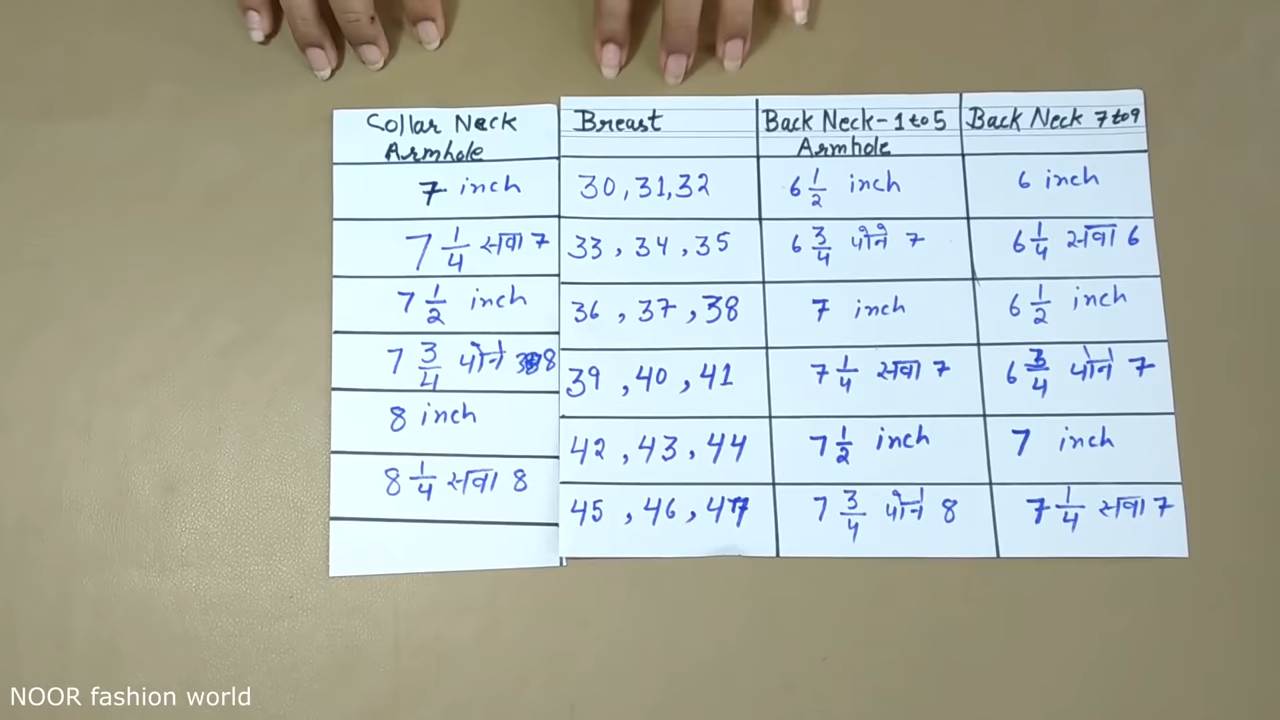 Collar Neck Armhole | Breast | Back Neck - 1 to 5 Armhole | Back Neck 7 to 9
7 inch | 30, 31, 32 | 6 1/2 inch | 6 inch
7 1/4 सवा 7 | 33, 34, 35 | 6 3/4 पौने 7 | 6 1/4 सवा 6
7 1/2 inch | 36, 37, 38 | 7 inch | 6 1/2 inch
7 3/4 पौने 8 | 39, 40, 41 | 7 1/4 सवा 7 | 6 3/4 पौने 7
8 inch | 42, 43, 44 | 7 1/2 inch | 7 inch
8 1/4 सवा 8 | 45, 46, 47 | 7 3/4 पौने 8 | 7 1/4 सवा 7
NOOR fashion world